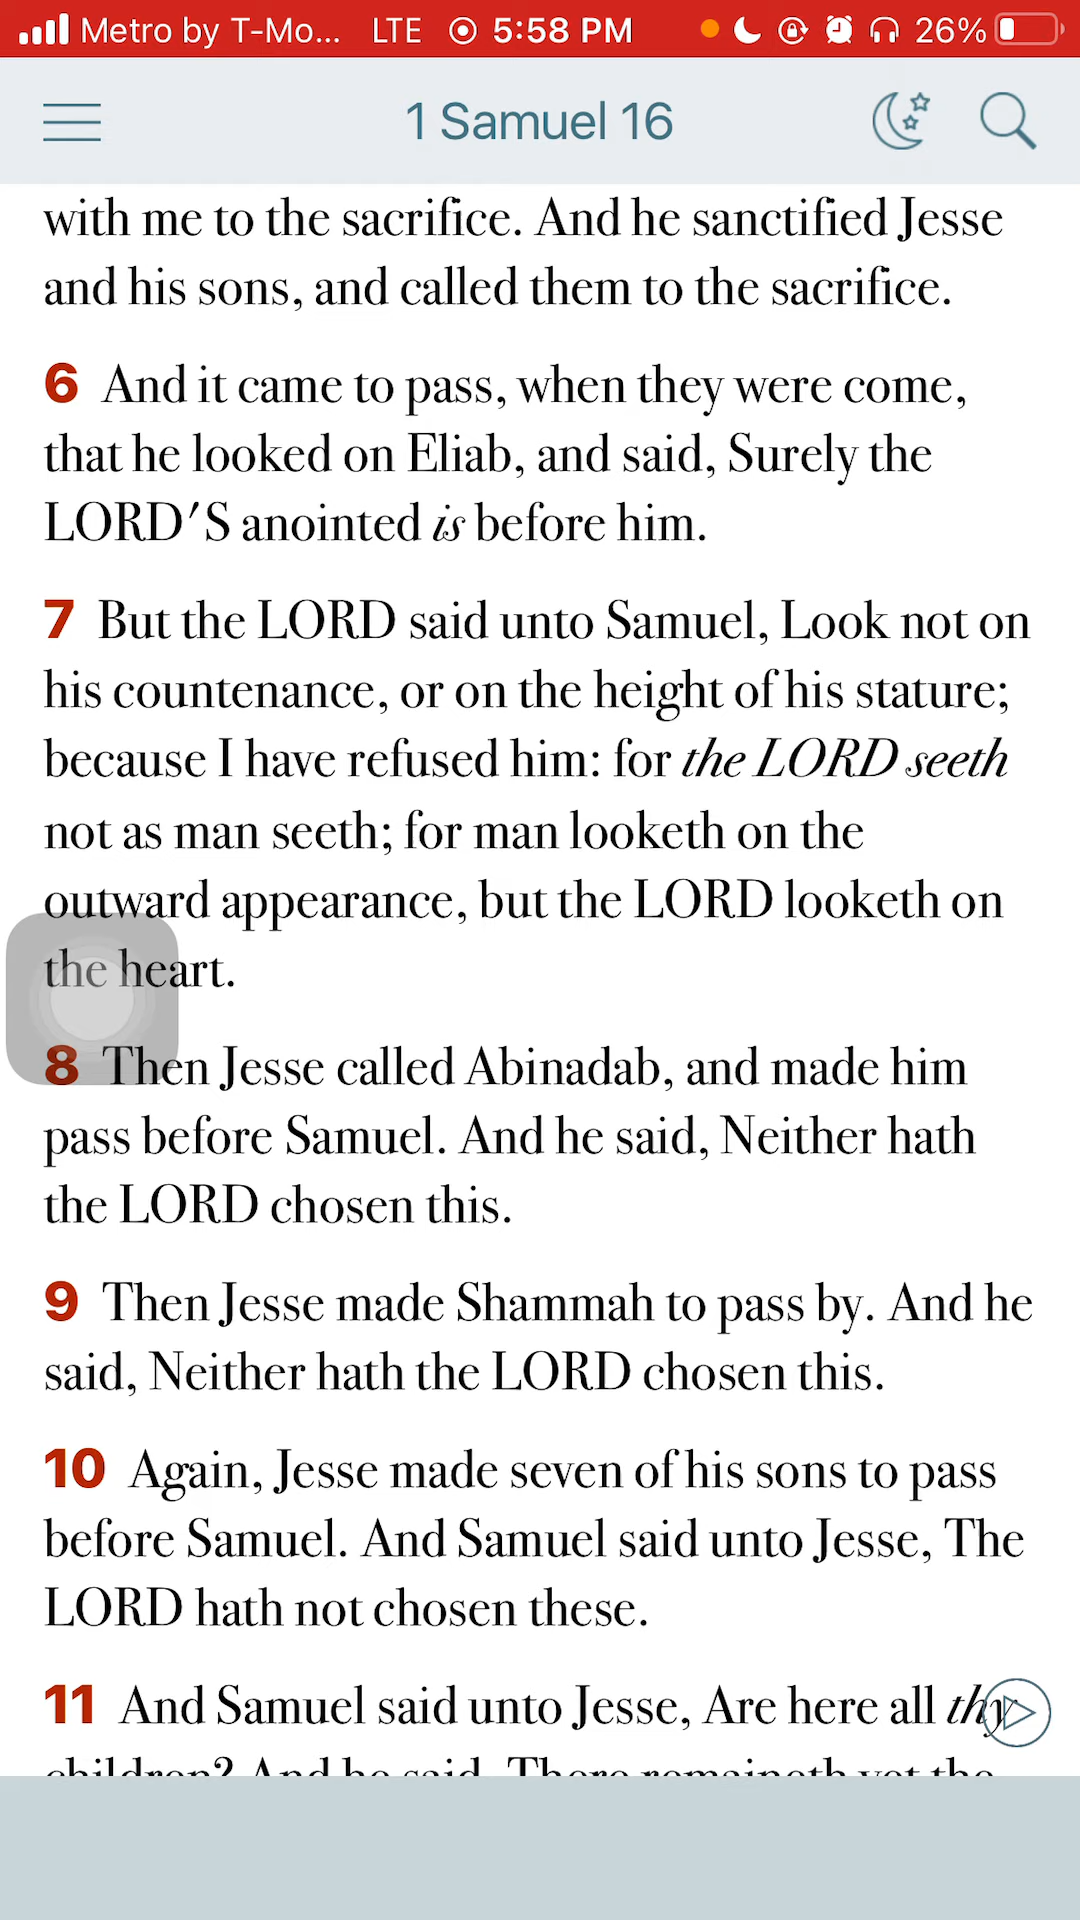 Metro by T-Mo... LTE 5:58 PM 26%
1 Samuel 16
with me to the sacrifice. And he sanctified Jesse
and his sons, and called them to the sacrifice.
6 And it came to pass, when they were come,
that he looked on Eliab, and said, Surely the
LORD'S anointed is before him.
7 But the LORD said unto Samuel, Look not on
his countenance, or on the height of his stature;
because I have refused him: for the LORD seeth
not as man seeth; for man looketh on the
outward appearance, but the LORD looketh on
the heart.
8 Then Jesse called Abinadab, and made him
pass before Samuel. And he said, Neither hath
the LORD chosen this.
9 Then Jesse made Shammah to pass by. And he
said, Neither hath the LORD chosen this.
10 Again, Jesse made seven of his sons to pass
before Samuel. And Samuel said unto Jesse, The
LORD hath not chosen these.
11 And Samuel said unto Jesse, Are here all thy
children? And he said, There remaineth yet the